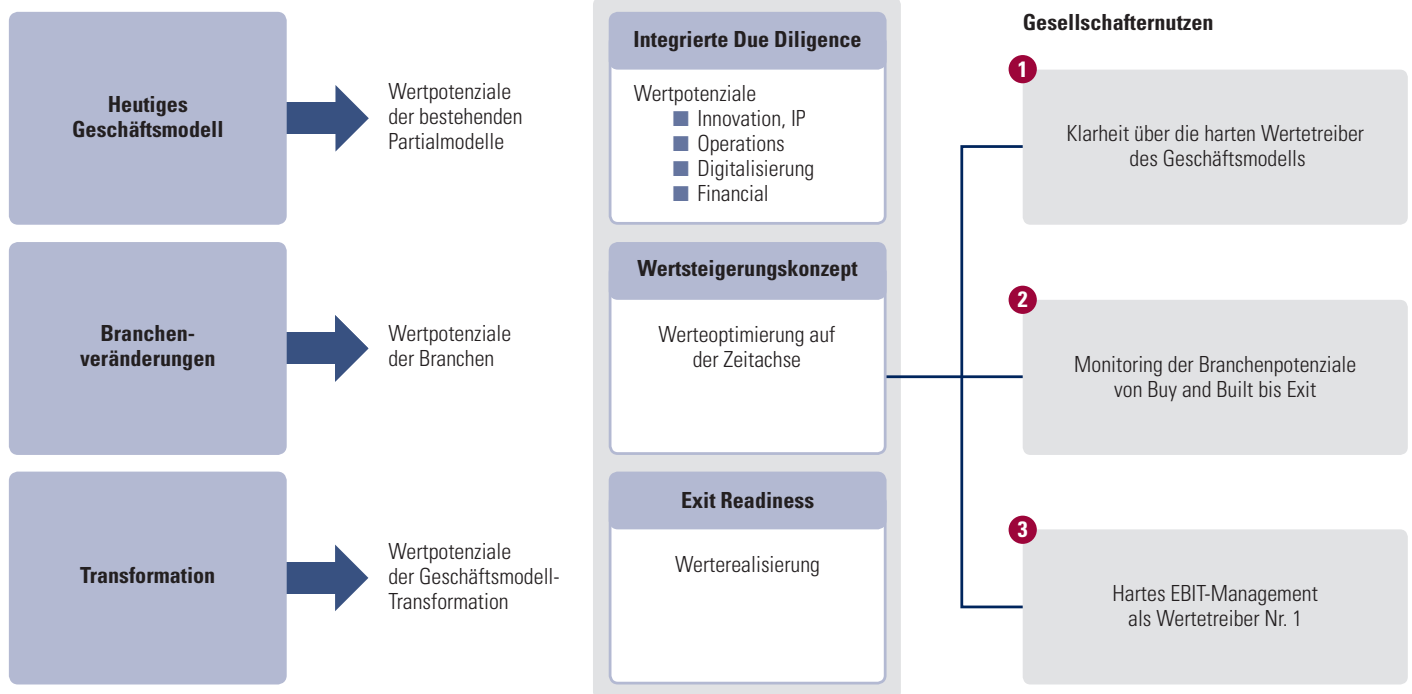 Heutiges
Geschäftsmodell
Wertpotenziale
der bestehenden
Partialmodelle
Branchen-
veränderungen
Wertpotenziale
der Branchen
Transformation
Wertpotenziale
der Geschäftsmodell-
Transformation
Integrierte Due Diligence
Wertpotenziale
Innovation, IP
Operations
Digitalisierung
Financial
Wertsteigerungskonzept
Werteoptimierung auf
der Zeitachse
Exit Readiness
Werterealisierung
Gesellschafternutzen
1
Klarheit über die harten Wertetreiber
des Geschäftsmodells
2
Monitoring der Branchenpotenziale
von Buy and Built bis Exit
3
Hartes EBIT-Management
als Wertetreiber Nr. 1